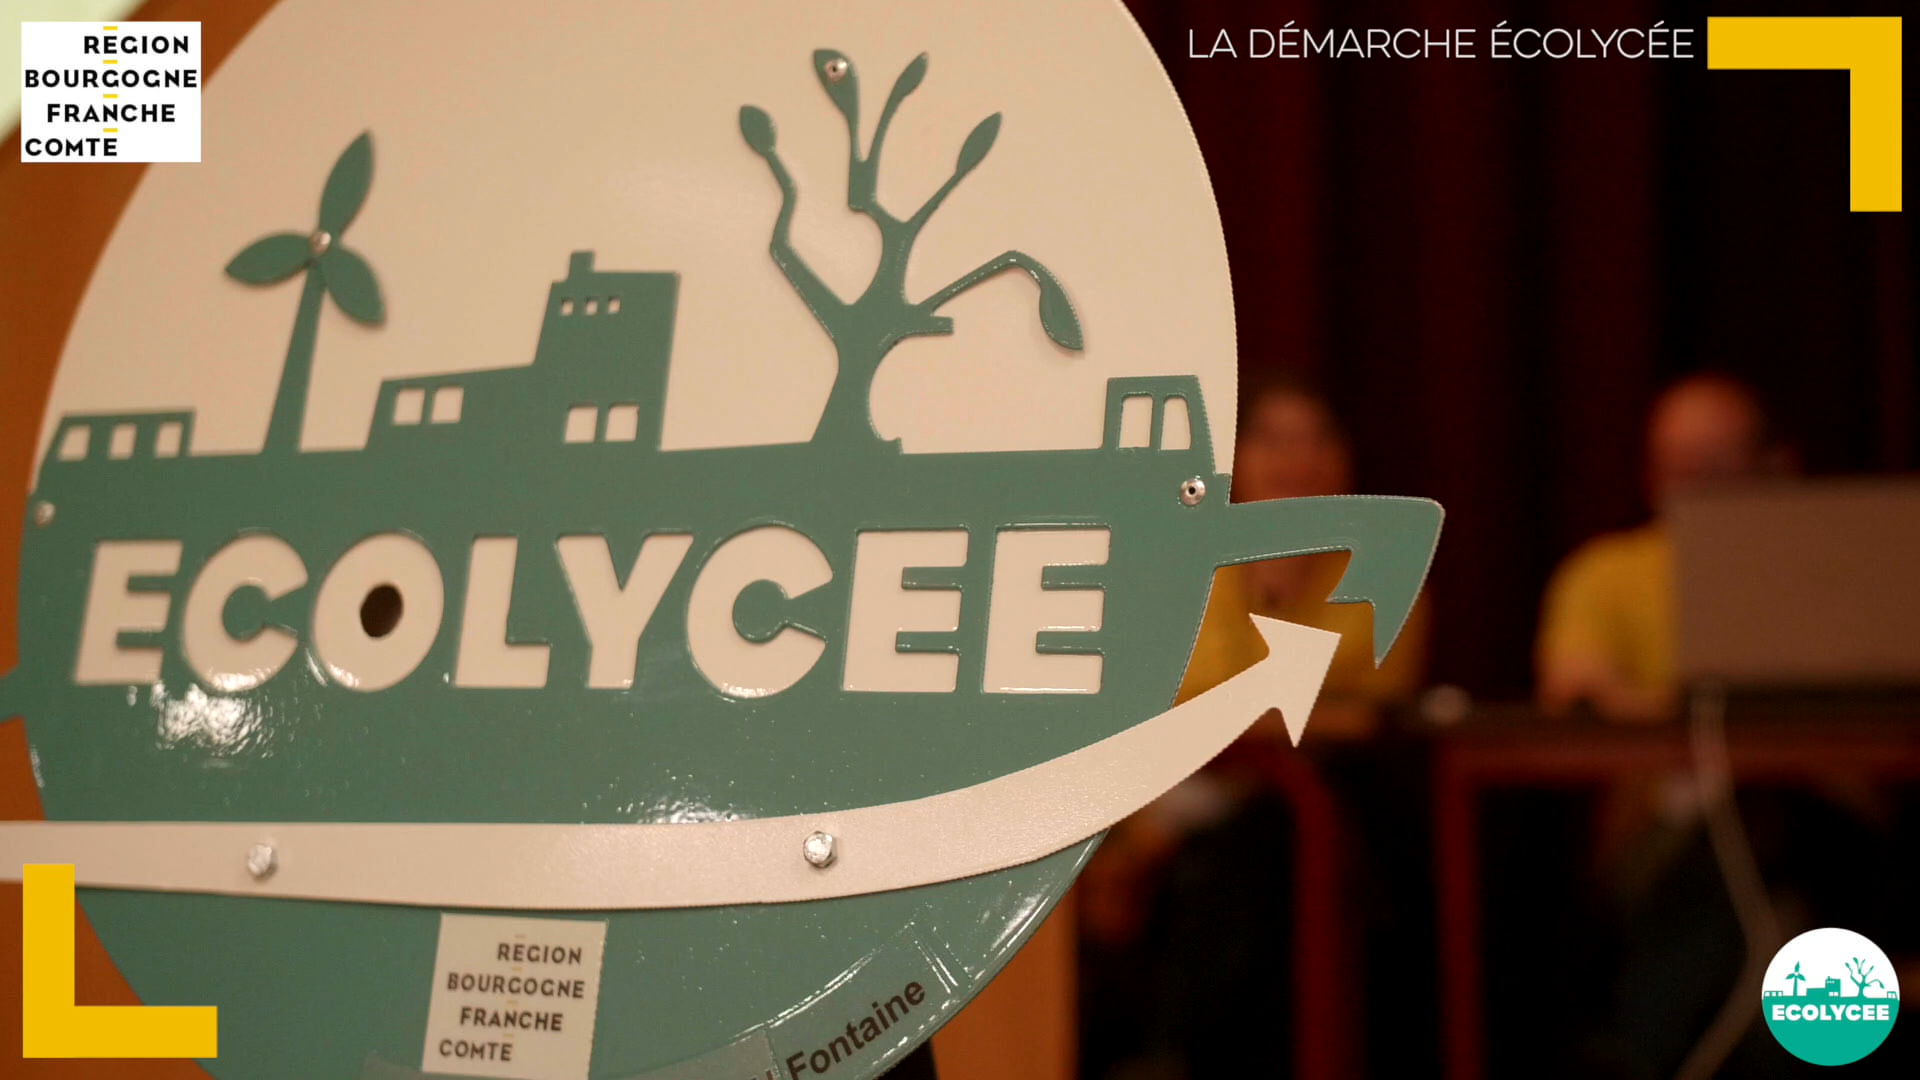 REGION
BOURGOGNE
FRANCHE
COMTE
LA DÉMARCHE ÉCOLYCÉE
ECOLYCEE
REGION
BOURGOGNE
FRANCHE
COMTE
Fontaine
ECOLYCEE